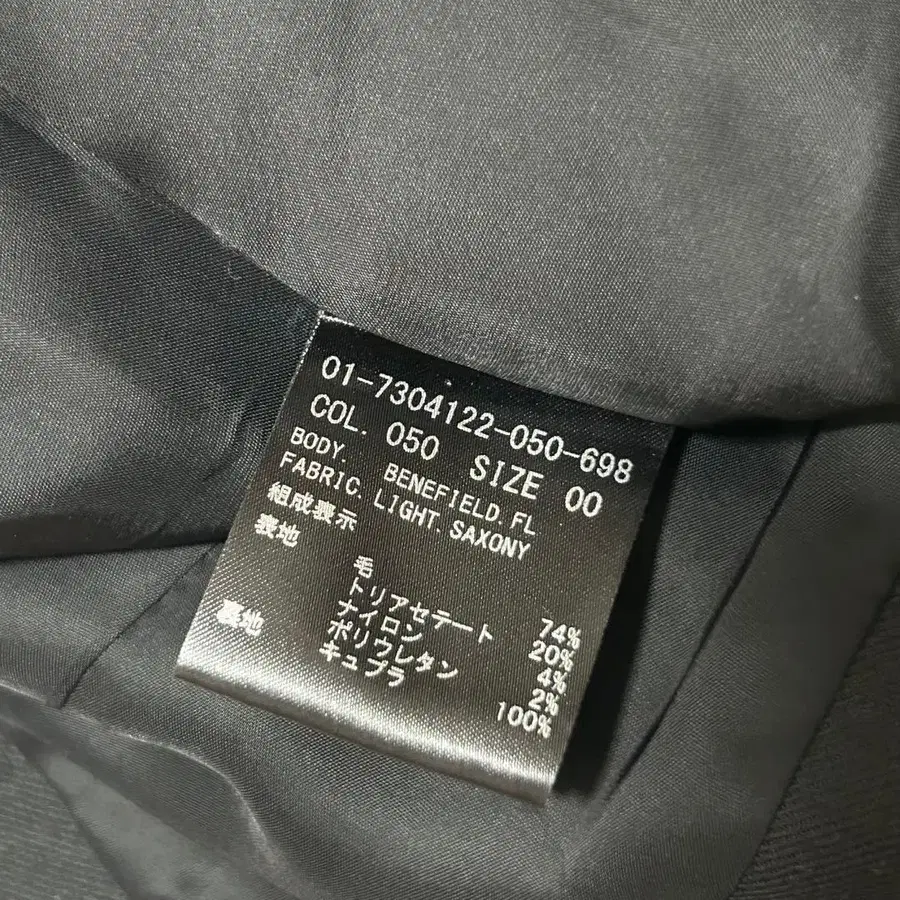 01-7304122-050-698
COL. 050 SIZE 00
BODY. BENEFIELD.FL
FABRIC. LIGHT.SAXONY
組成表示
表地
毛 74%
トリアセテート 20%
ナイロン 4%
ポリウレタン 2%
裏地 キュプラ 100%